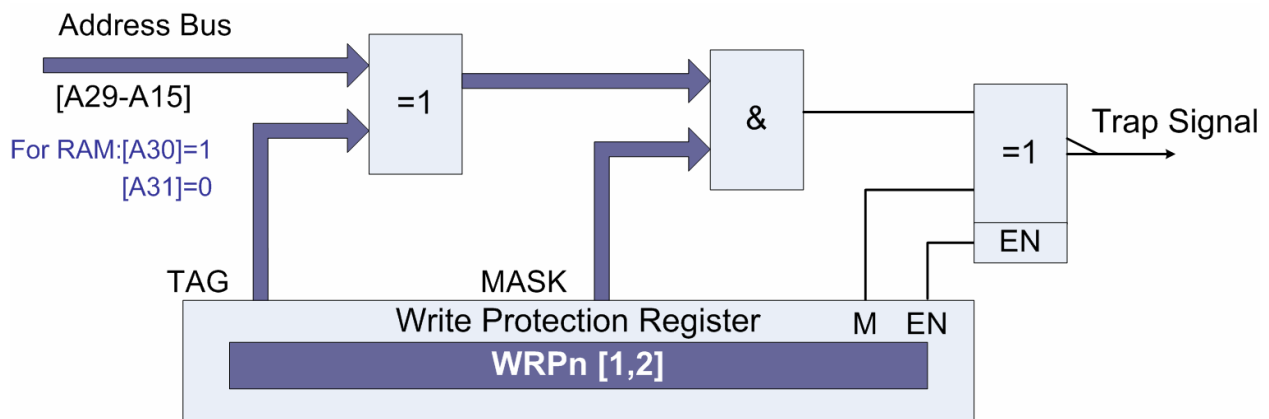 Address Bus
[A29-A15]
For RAM:[A30]=1
[A31]=0
=1
&
=1
EN
Trap Signal
TAG
MASK
Write Protection Register
M
EN
WRPn [1,2]